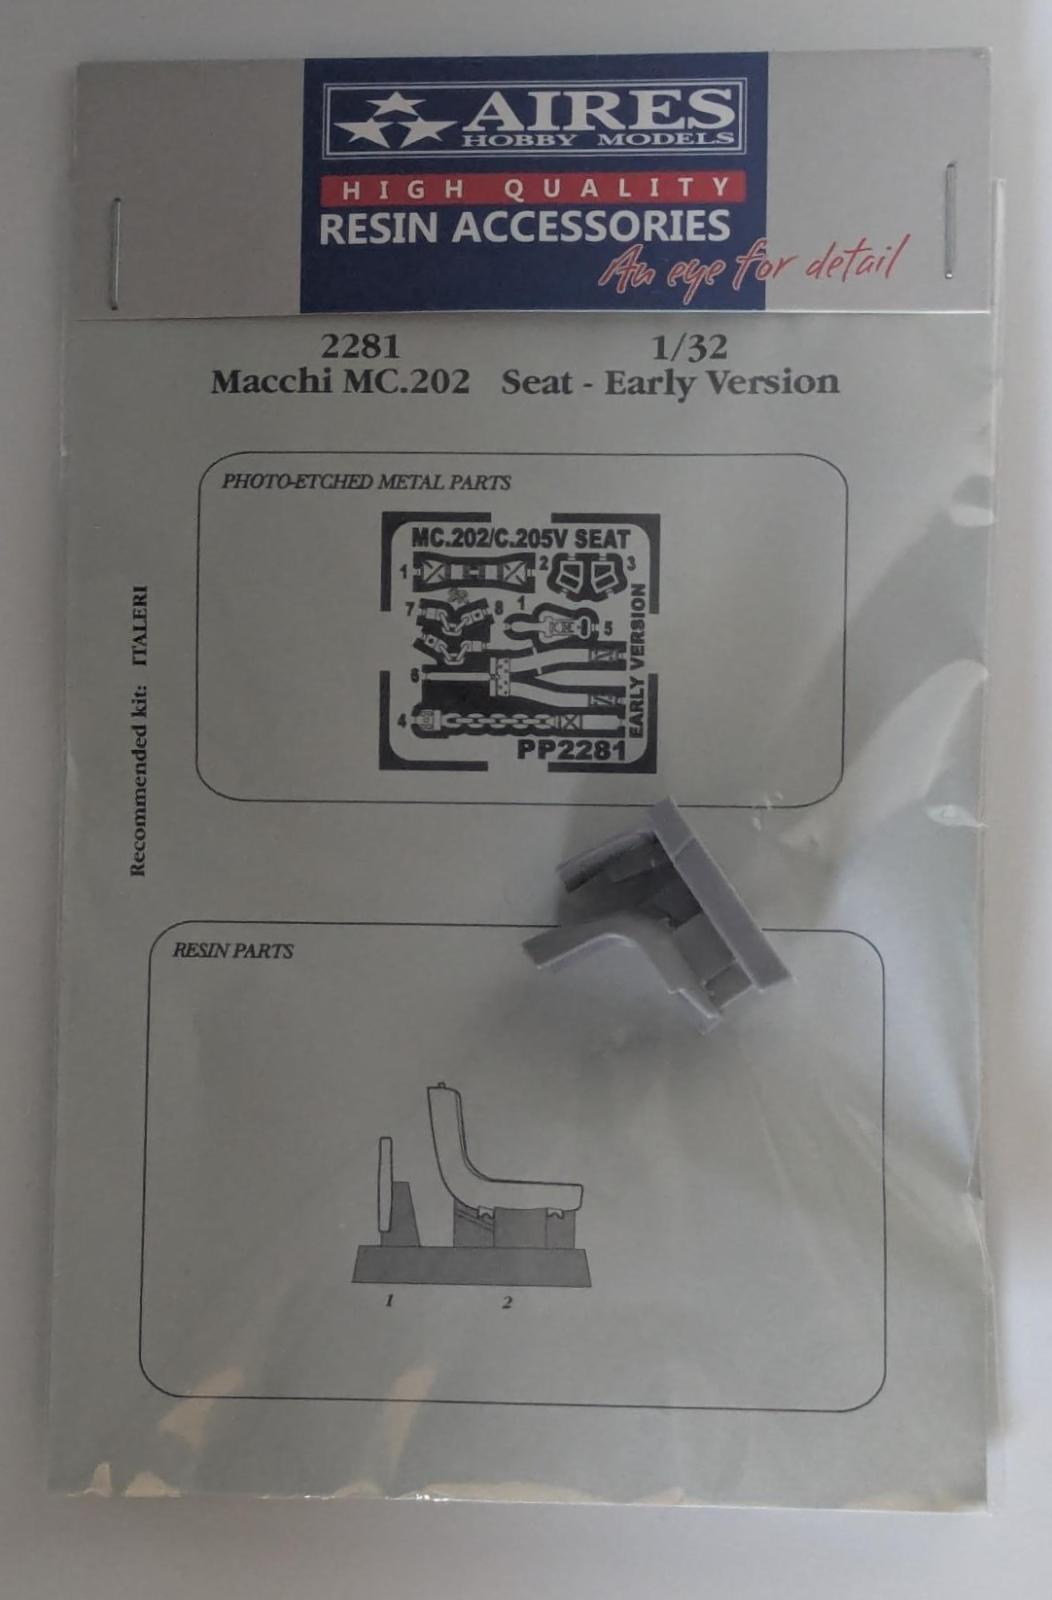 AIRES
HOBBY MODELS
HIGH QUALITY
RESIN ACCESSORIES
An eye for detail
2281 1/32
Macchi MC.202 Seat - Early Version
PHOTO-ETCHED METAL PARTS
MC.202/C.205V SEAT
1 2 3
7 8 1
5
6
4
EARLY VERSION
PP2281
Recommended kit: ITALERI
RESIN PARTS
1 2